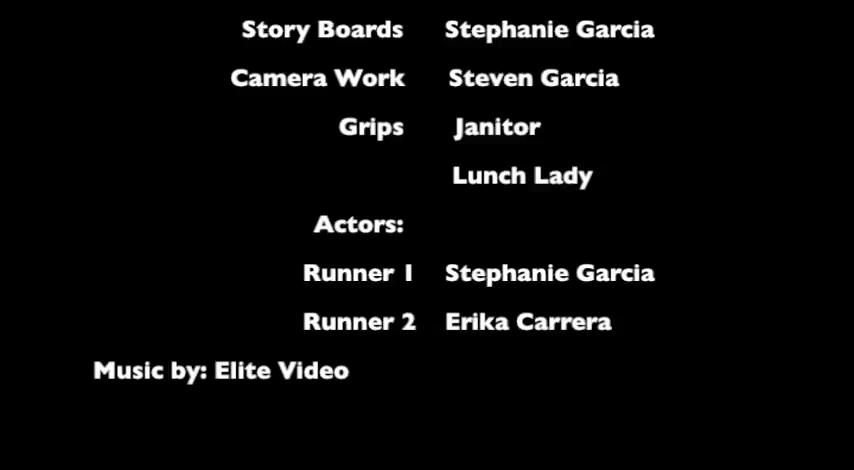 Story Boards Stephanie Garcia
Camera Work Steven Garcia
Grips Janitor
Lunch Lady
Actors:
Runner 1 Stephanie Garcia
Runner 2 Erika Carrera
Music by: Elite Video